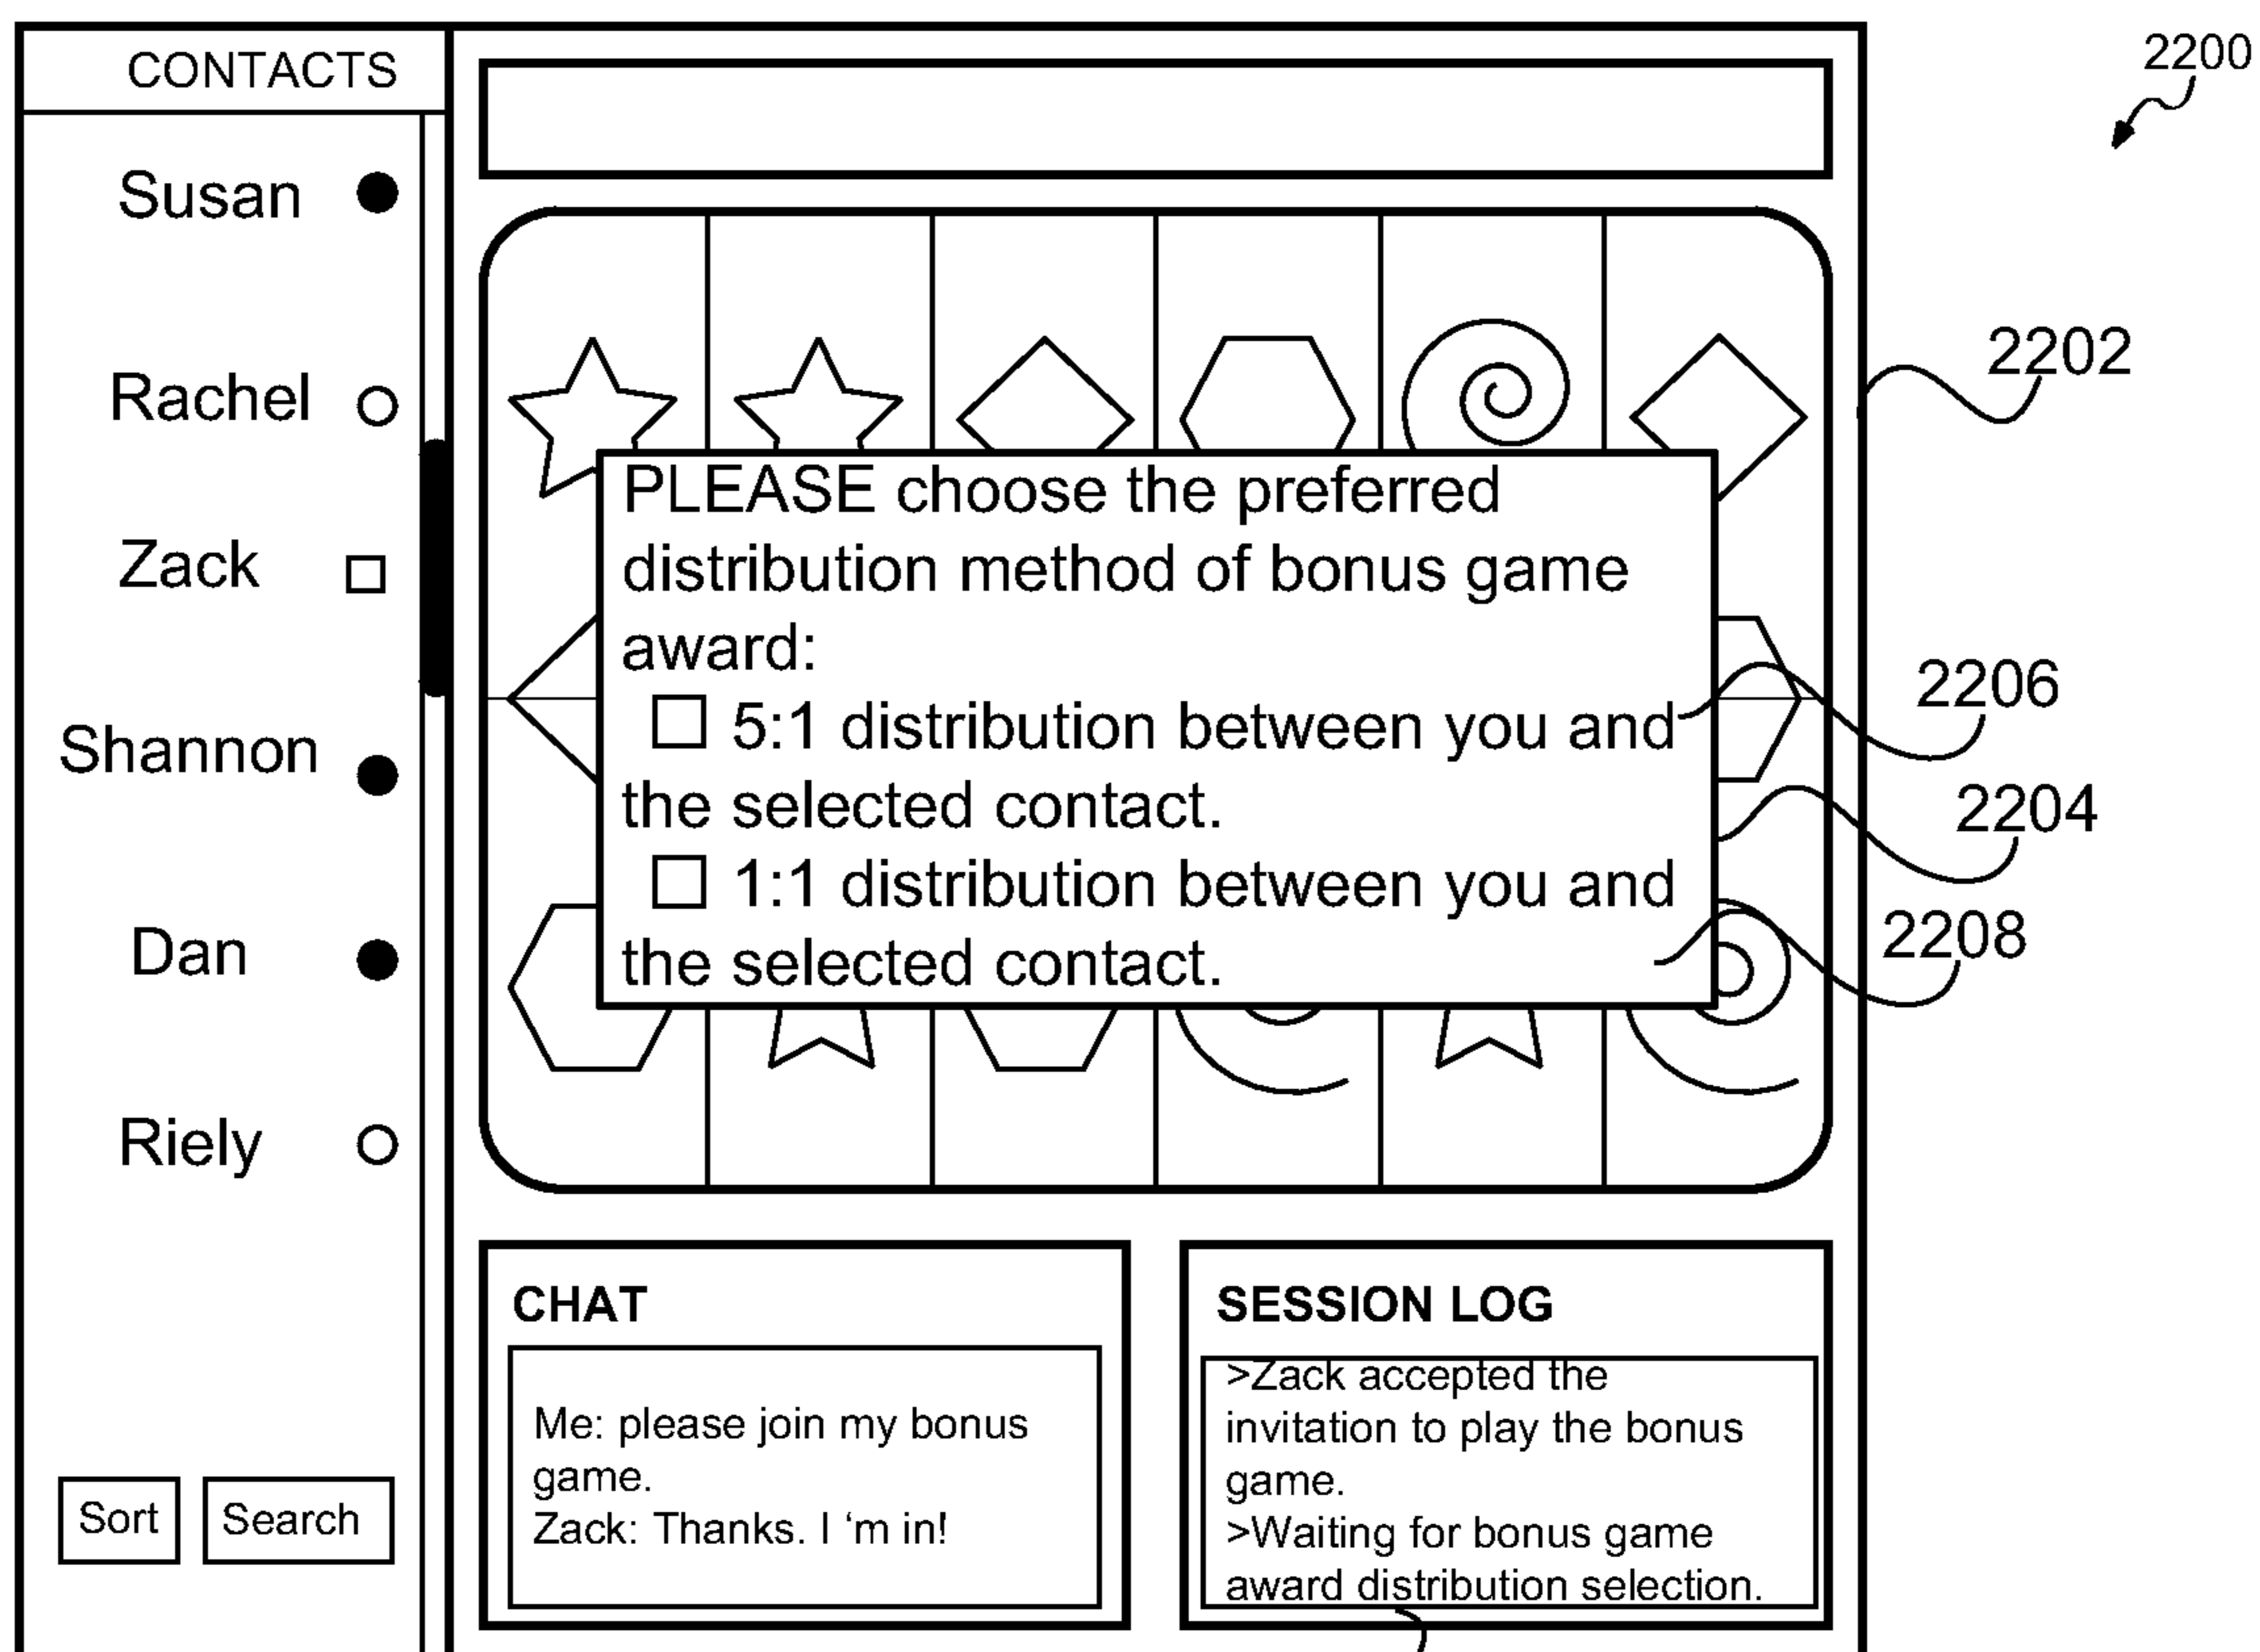 CONTACTS
Susan
Rachel
Zack
Shannon
Dan
Riely
Sort
Search
PLEASE choose the preferred
distribution method of bonus game
award:
5:1 distribution between you and
the selected contact.
1:1 distribution between you and
the selected contact.
CHAT
Me: please join my bonus
game.
Zack: Thanks. I ‘m in!
SESSION LOG
>Zack accepted the
invitation to play the bonus
game.
>Waiting for bonus game
award distribution selection.
2200
2202
2206
2204
2208